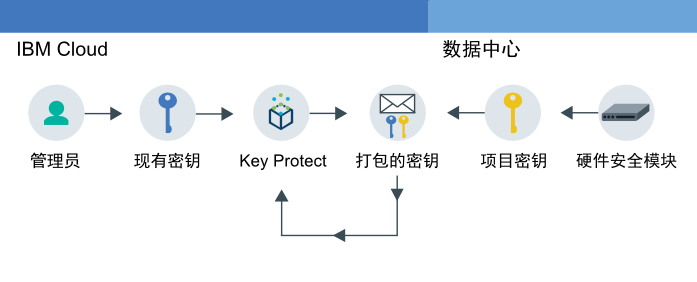 IBM Cloud
数据中心
管理员
现有密钥
Key Protect
打包的密钥
项目密钥
硬件安全模块